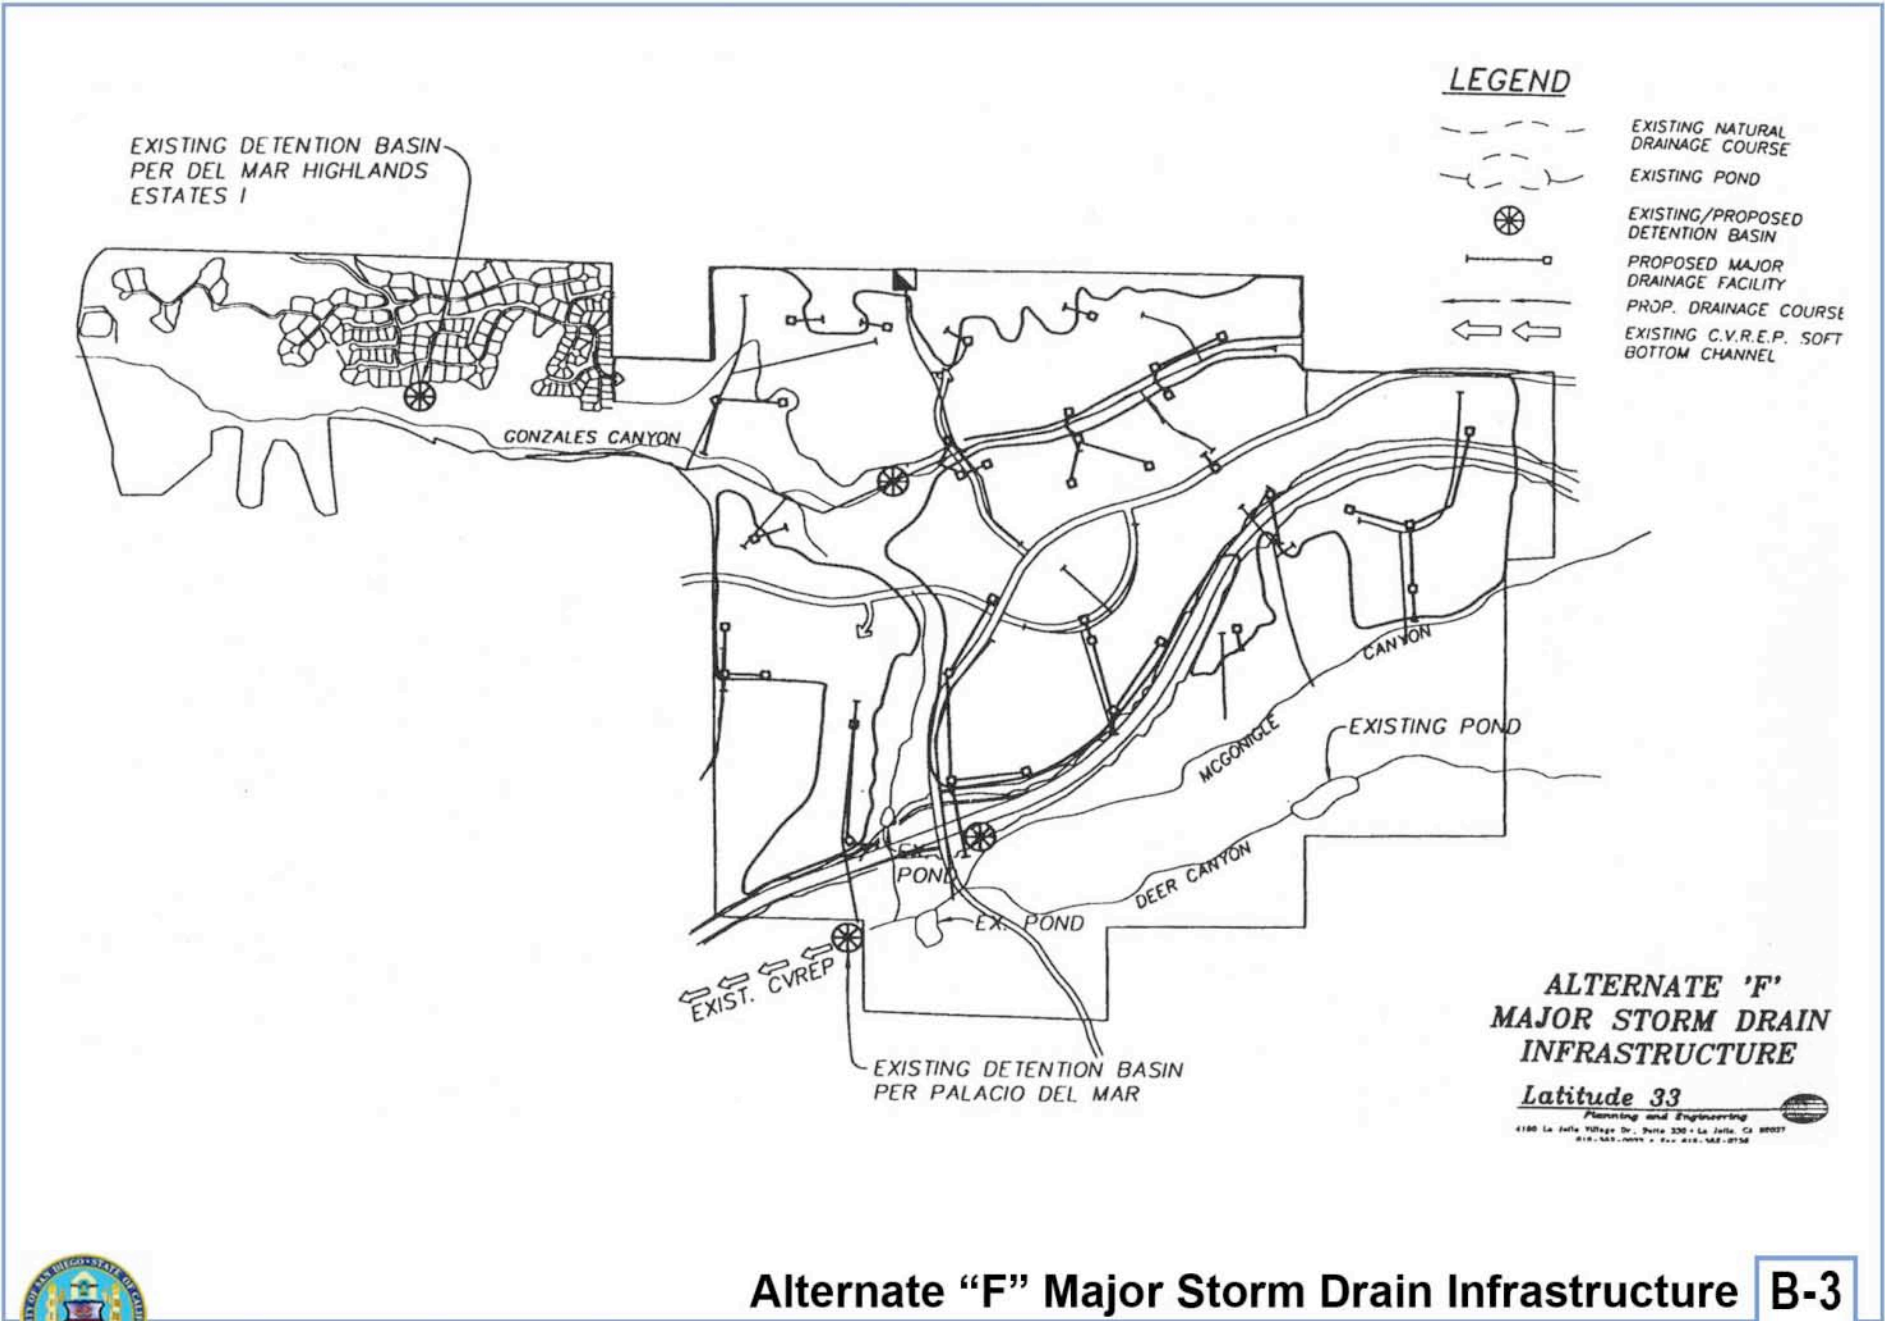 LEGEND
EXISTING NATURAL
DRAINAGE COURSE
EXISTING POND
EXISTING/PROPOSED
DETENTION BASIN
PROPOSED MAJOR
DRAINAGE FACILITY
PROP. DRAINAGE COURSE
EXISTING C.V.R.E.P. SOFT
BOTTOM CHANNEL
EXISTING DETENTION BASIN
PER DEL MAR HIGHLANDS
ESTATES I
GONZALES CANYON
CANYON
MCGONIGLE
EXISTING POND
DEER CANYON
EX.
POND
EX. POND
EXIST. CVREP
EXISTING DETENTION BASIN
PER PALACIO DEL MAR
ALTERNATE 'F'
MAJOR STORM DRAIN
INFRASTRUCTURE
Latitude 33
Planning and Engineering
Alternate “F” Major Storm Drain Infrastructure
B-3